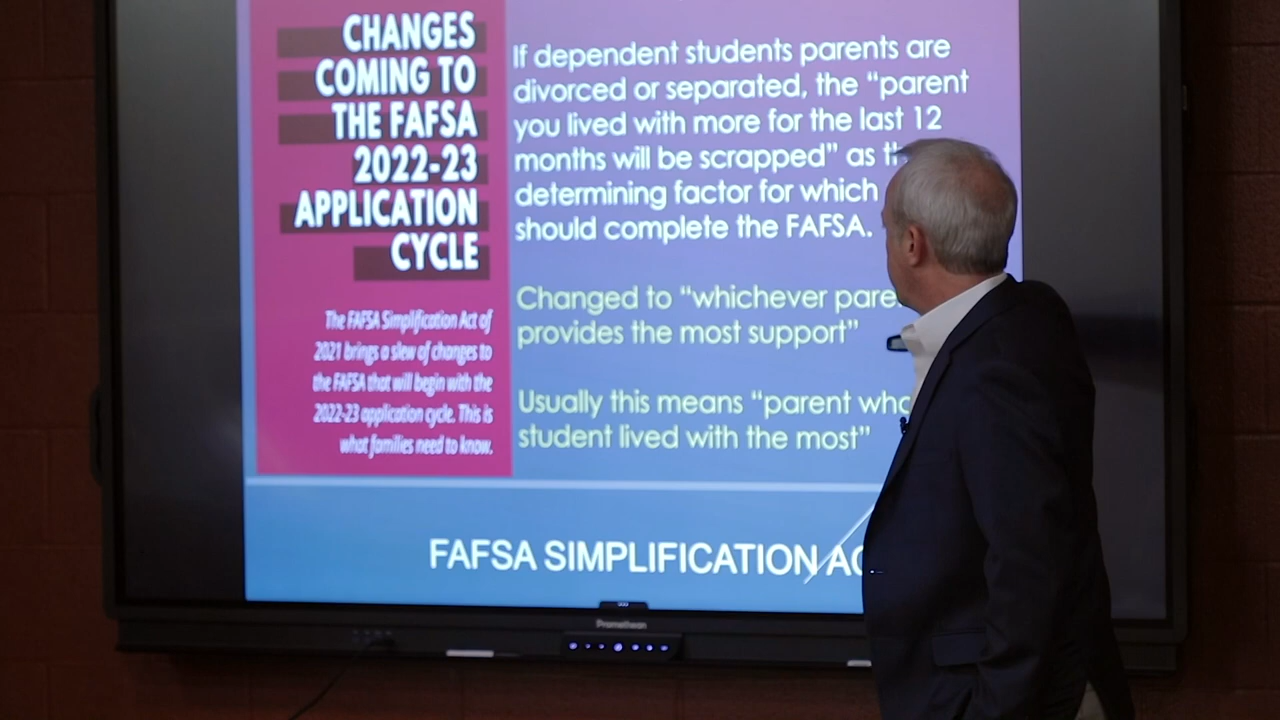 CHANGES
COMING TO
THE FAFSA
2022-23
APPLICATION
CYCLE
The FAFSA Simplification Act of
2021 brings a slew of changes to
the FAFSA that will begin with the
2022-23 application cycle. This is
what families need to know.
If dependent students parents are
divorced or separated, the “parent
you lived with more for the last 12
months will be scrapped” as
determining factor for which
should complete the FAFSA.
Changed to “whichever
provides the most support”
Usually this means “parent
student lived with the most”
FAFSA SIMPLIFICATION
Promethean